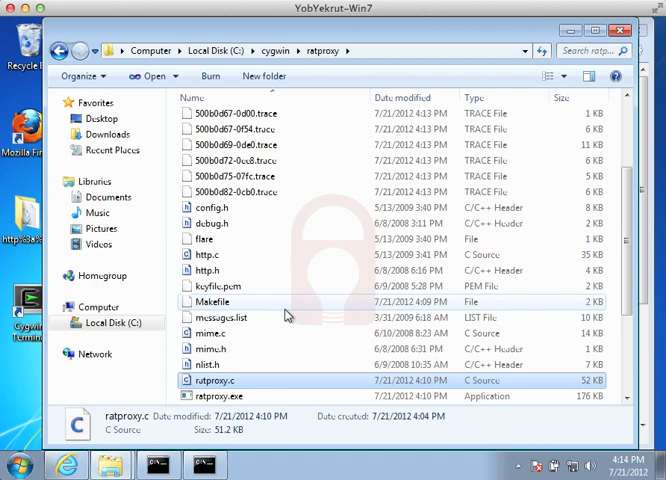 YobYekrut-Win7
Computer ▸ Local Disk (C:) ▸ cygwin ▸ ratproxy ▸
Search ratp...
Organize Open Burn New folder
Name Date modified Type Size
500b0d67-0d00.trace 7/21/2012 4:13 PM TRACE File 1 KB
500b0d67-0f54.trace 7/21/2012 4:13 PM TRACE File 6 KB
500b0d69-0de0.trace 7/21/2012 4:13 PM TRACE File 11 KB
500b0d72-0ee8.trace 7/21/2012 4:13 PM TRACE File 6 KB
500b0d75-07fc.trace 7/21/2012 4:13 PM TRACE File 6 KB
500b0d82-0cb0.trace 7/21/2012 4:13 PM TRACE File 6 KB
config.h 5/13/2009 3:40 PM C/C++ Header 8 KB
debug.h 6/8/2008 3:11 PM C/C++ Header 2 KB
flare 5/13/2009 3:40 PM File 2 KB
http.c 5/13/2009 3:41 PM C Source 35 KB
http.h 6/8/2008 6:16 PM C/C++ Header 4 KB
keyfile.pem 6/9/2008 5:28 PM PEM File 2 KB
Makefile 7/21/2012 4:09 PM File 2 KB
messages.list 3/31/2009 6:18 AM LIST File 10 KB
mime.c 6/10/2008 8:23 AM C Source 14 KB
mime.h 6/8/2008 6:31 PM C/C++ Header 4 KB
nlist.h 6/9/2008 10:35 AM C/C++ Header 7 KB
ratproxy.c 7/21/2012 4:10 PM C Source 52 KB
ratproxy.exe 7/21/2012 4:10 PM Application 176 KB
Favorites
Desktop
Downloads
Recent Places
Libraries
Documents
Music
Pictures
Videos
Homegroup
Computer
Local Disk (C:)
Network
ratproxy.c Date modified: 7/21/2012 4:10 PM Date created: 7/21/2012 4:04 PM
C Source Size: 51.2 KB
Recycle
Mozilla Fire
http%3a%
Cygwin
Termin
C
4:14 PM
7/21/2012